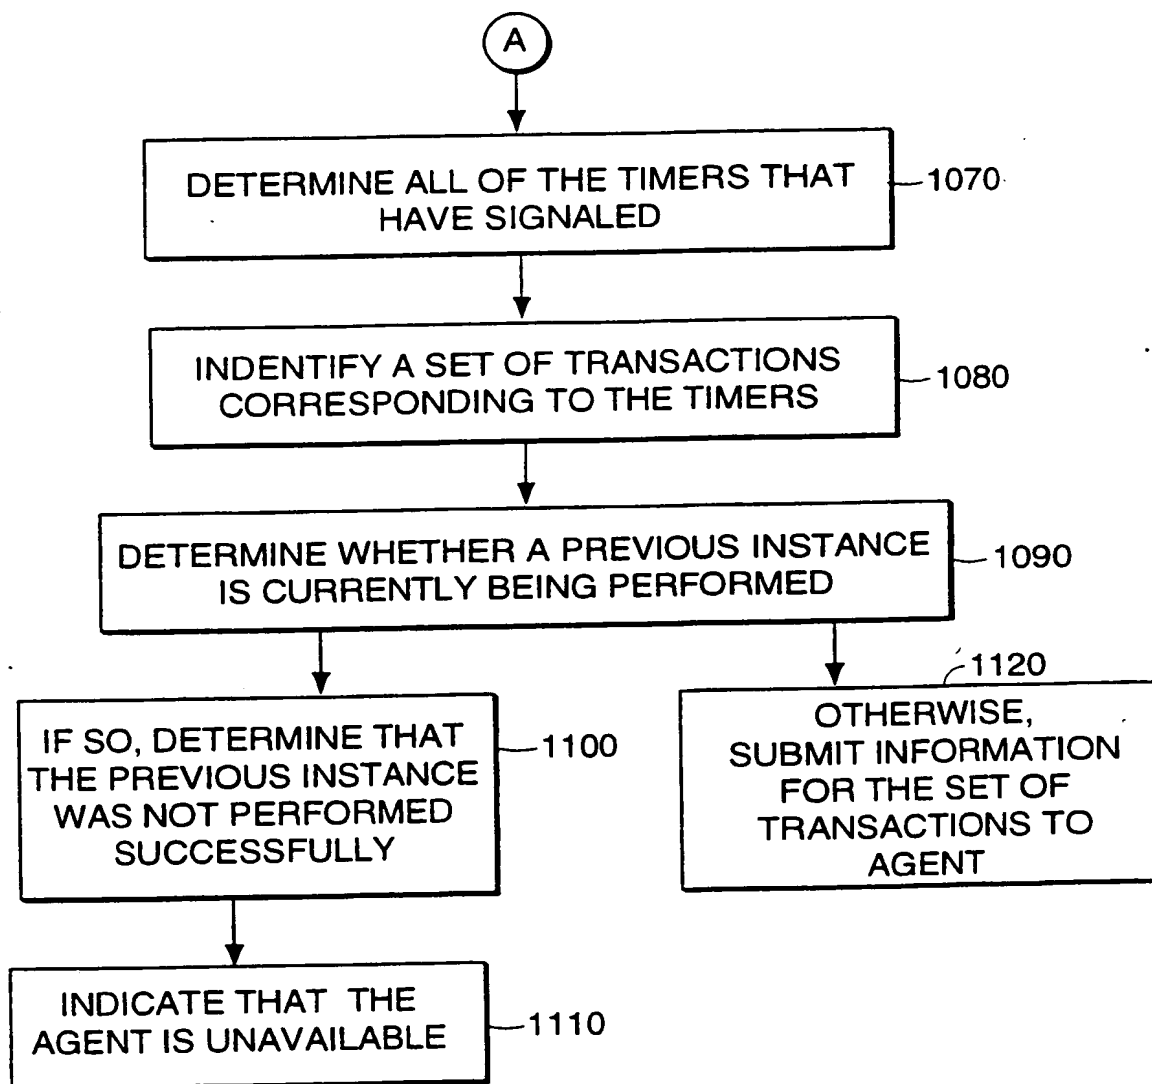 A
DETERMINE ALL OF THE TIMERS THAT
HAVE SIGNALED
1070
INDENTIFY A SET OF TRANSACTIONS
CORRESPONDING TO THE TIMERS
1080
DETERMINE WHETHER A PREVIOUS INSTANCE
IS CURRENTLY BEING PERFORMED
1090
IF SO, DETERMINE THAT
THE PREVIOUS INSTANCE
WAS NOT PERFORMED
SUCCESSFULLY
1100
1120
OTHERWISE,
SUBMIT INFORMATION
FOR THE SET OF
TRANSACTIONS TO
AGENT
INDICATE THAT THE
AGENT IS UNAVAILABLE
1110